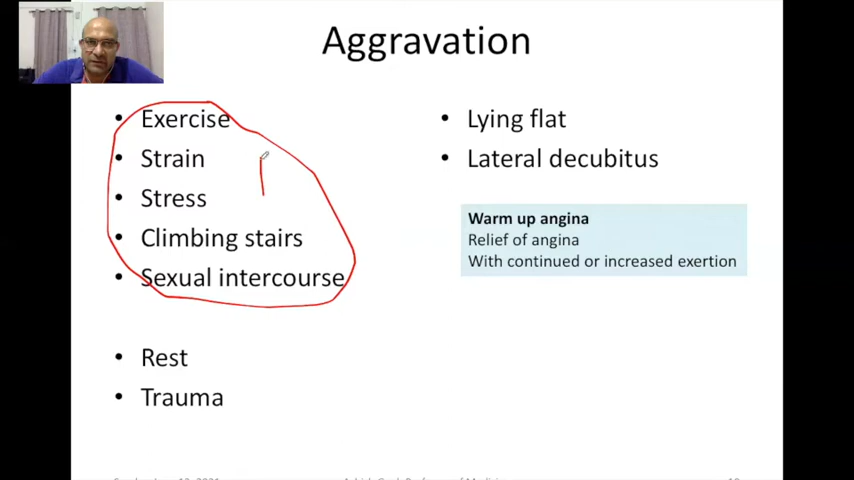 Aggravation
• Exercise
• Strain
• Stress
• Climbing stairs
• Sexual intercourse
• Rest
• Trauma
• Lying flat
• Lateral decubitus
Warm up angina
Relief of angina
With continued or increased exertion